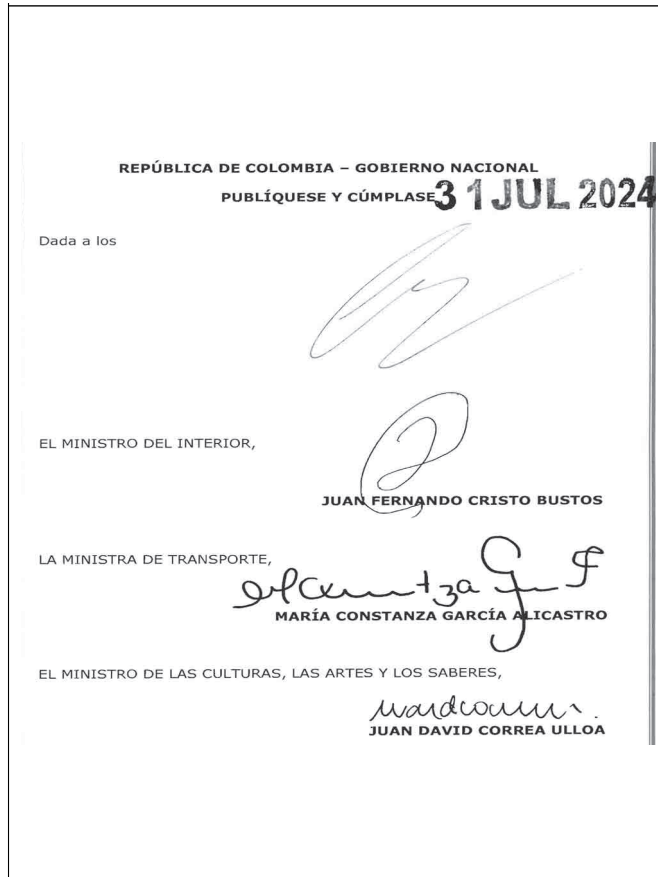 REPÚBLICA DE COLOMBIA – GOBIERNO NACIONAL
PUBLÍQUESE Y CÚMPLASE 31 JUL 2024
Dada a los
EL MINISTRO DEL INTERIOR,
JUAN FERNANDO CRISTO BUSTOS
LA MINISTRA DE TRANSPORTE,
MARÍA CONSTANZA GARCÍA ALICASTRO
EL MINISTRO DE LAS CULTURAS, LAS ARTES Y LOS SABERES,
JUAN DAVID CORREA ULLOA